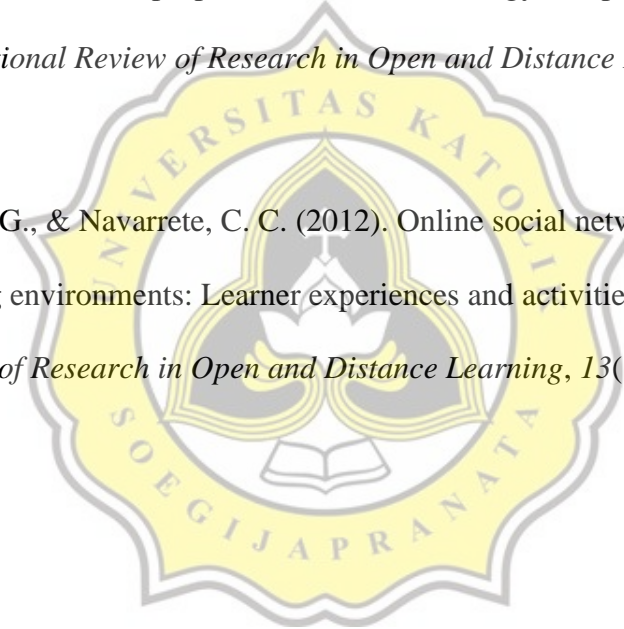 tional Review of Research in Open and Distance
UNIVERSITAS KATOLIK
G., & Navarrete, C. C. (2012). Online social netw
g environments: Learner experiences and activitie
of Research in Open and Distance Learning, 13(
SOEGIJAPRANATA